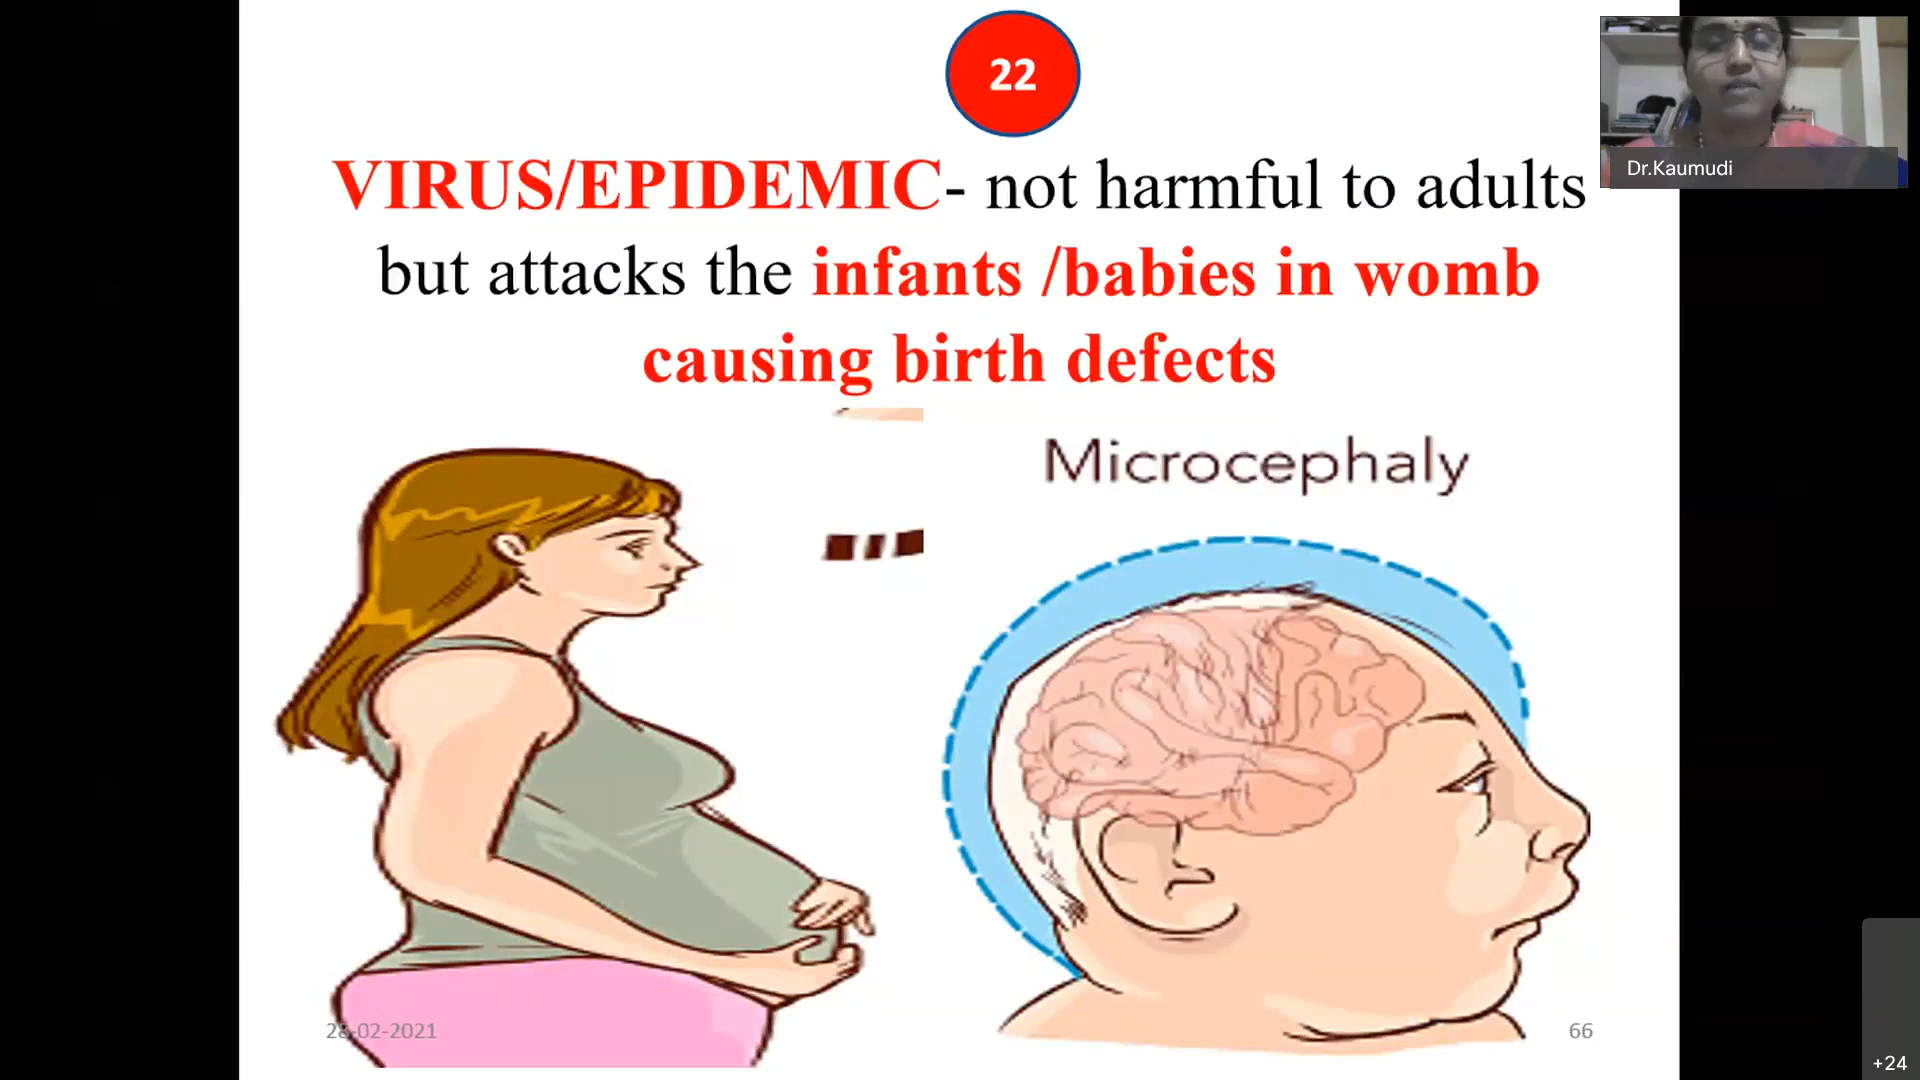 22
Dr.Kaumudi
VIRUS/EPIDEMIC- not harmful to adults
but attacks the infants /babies in womb
causing birth defects
Microcephaly
28-02-2021
66
+24